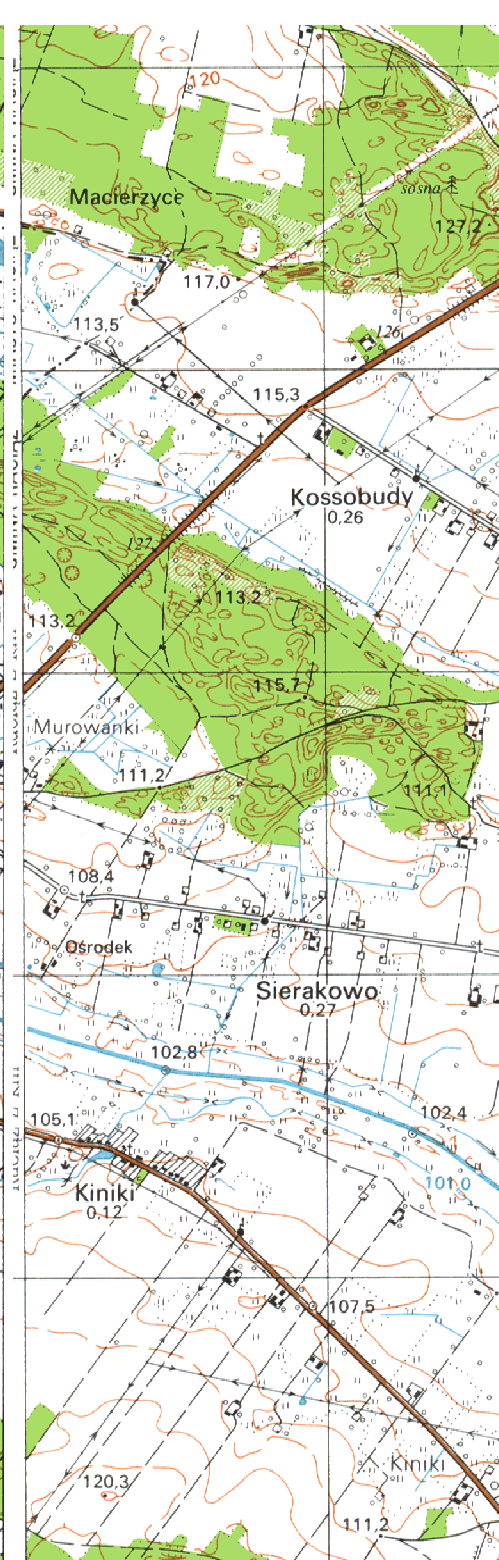 120
sosna
Macierzyce
127,2
117,0
113,5
126
115,3
Kossobudy
0,26
127
113,2
113,2
115,7
Murowanki
111,2
111,1
108,4
Ośrodek
Sierakowo
0,27
102,8
102,4
105,1
101,0
Kiniki
0,12
107,5
Kiniki
120,3
111,2